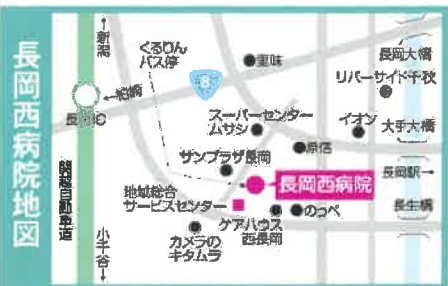 長岡西病院地図
←新潟
くるりん
バス停
里味
長岡大橋
リバーサイド千秋
8
←柏崎
長岡IC
スーパーセンター
ムサシ
イオン
大手大橋
原信
サンプラザ長岡
長岡駅→
長岡西病院
関越自動車道
地域総合
サービスセンター
長生橋
ケアハウス
西長岡
のっぺ
カメラの
キタムラ
小千谷→